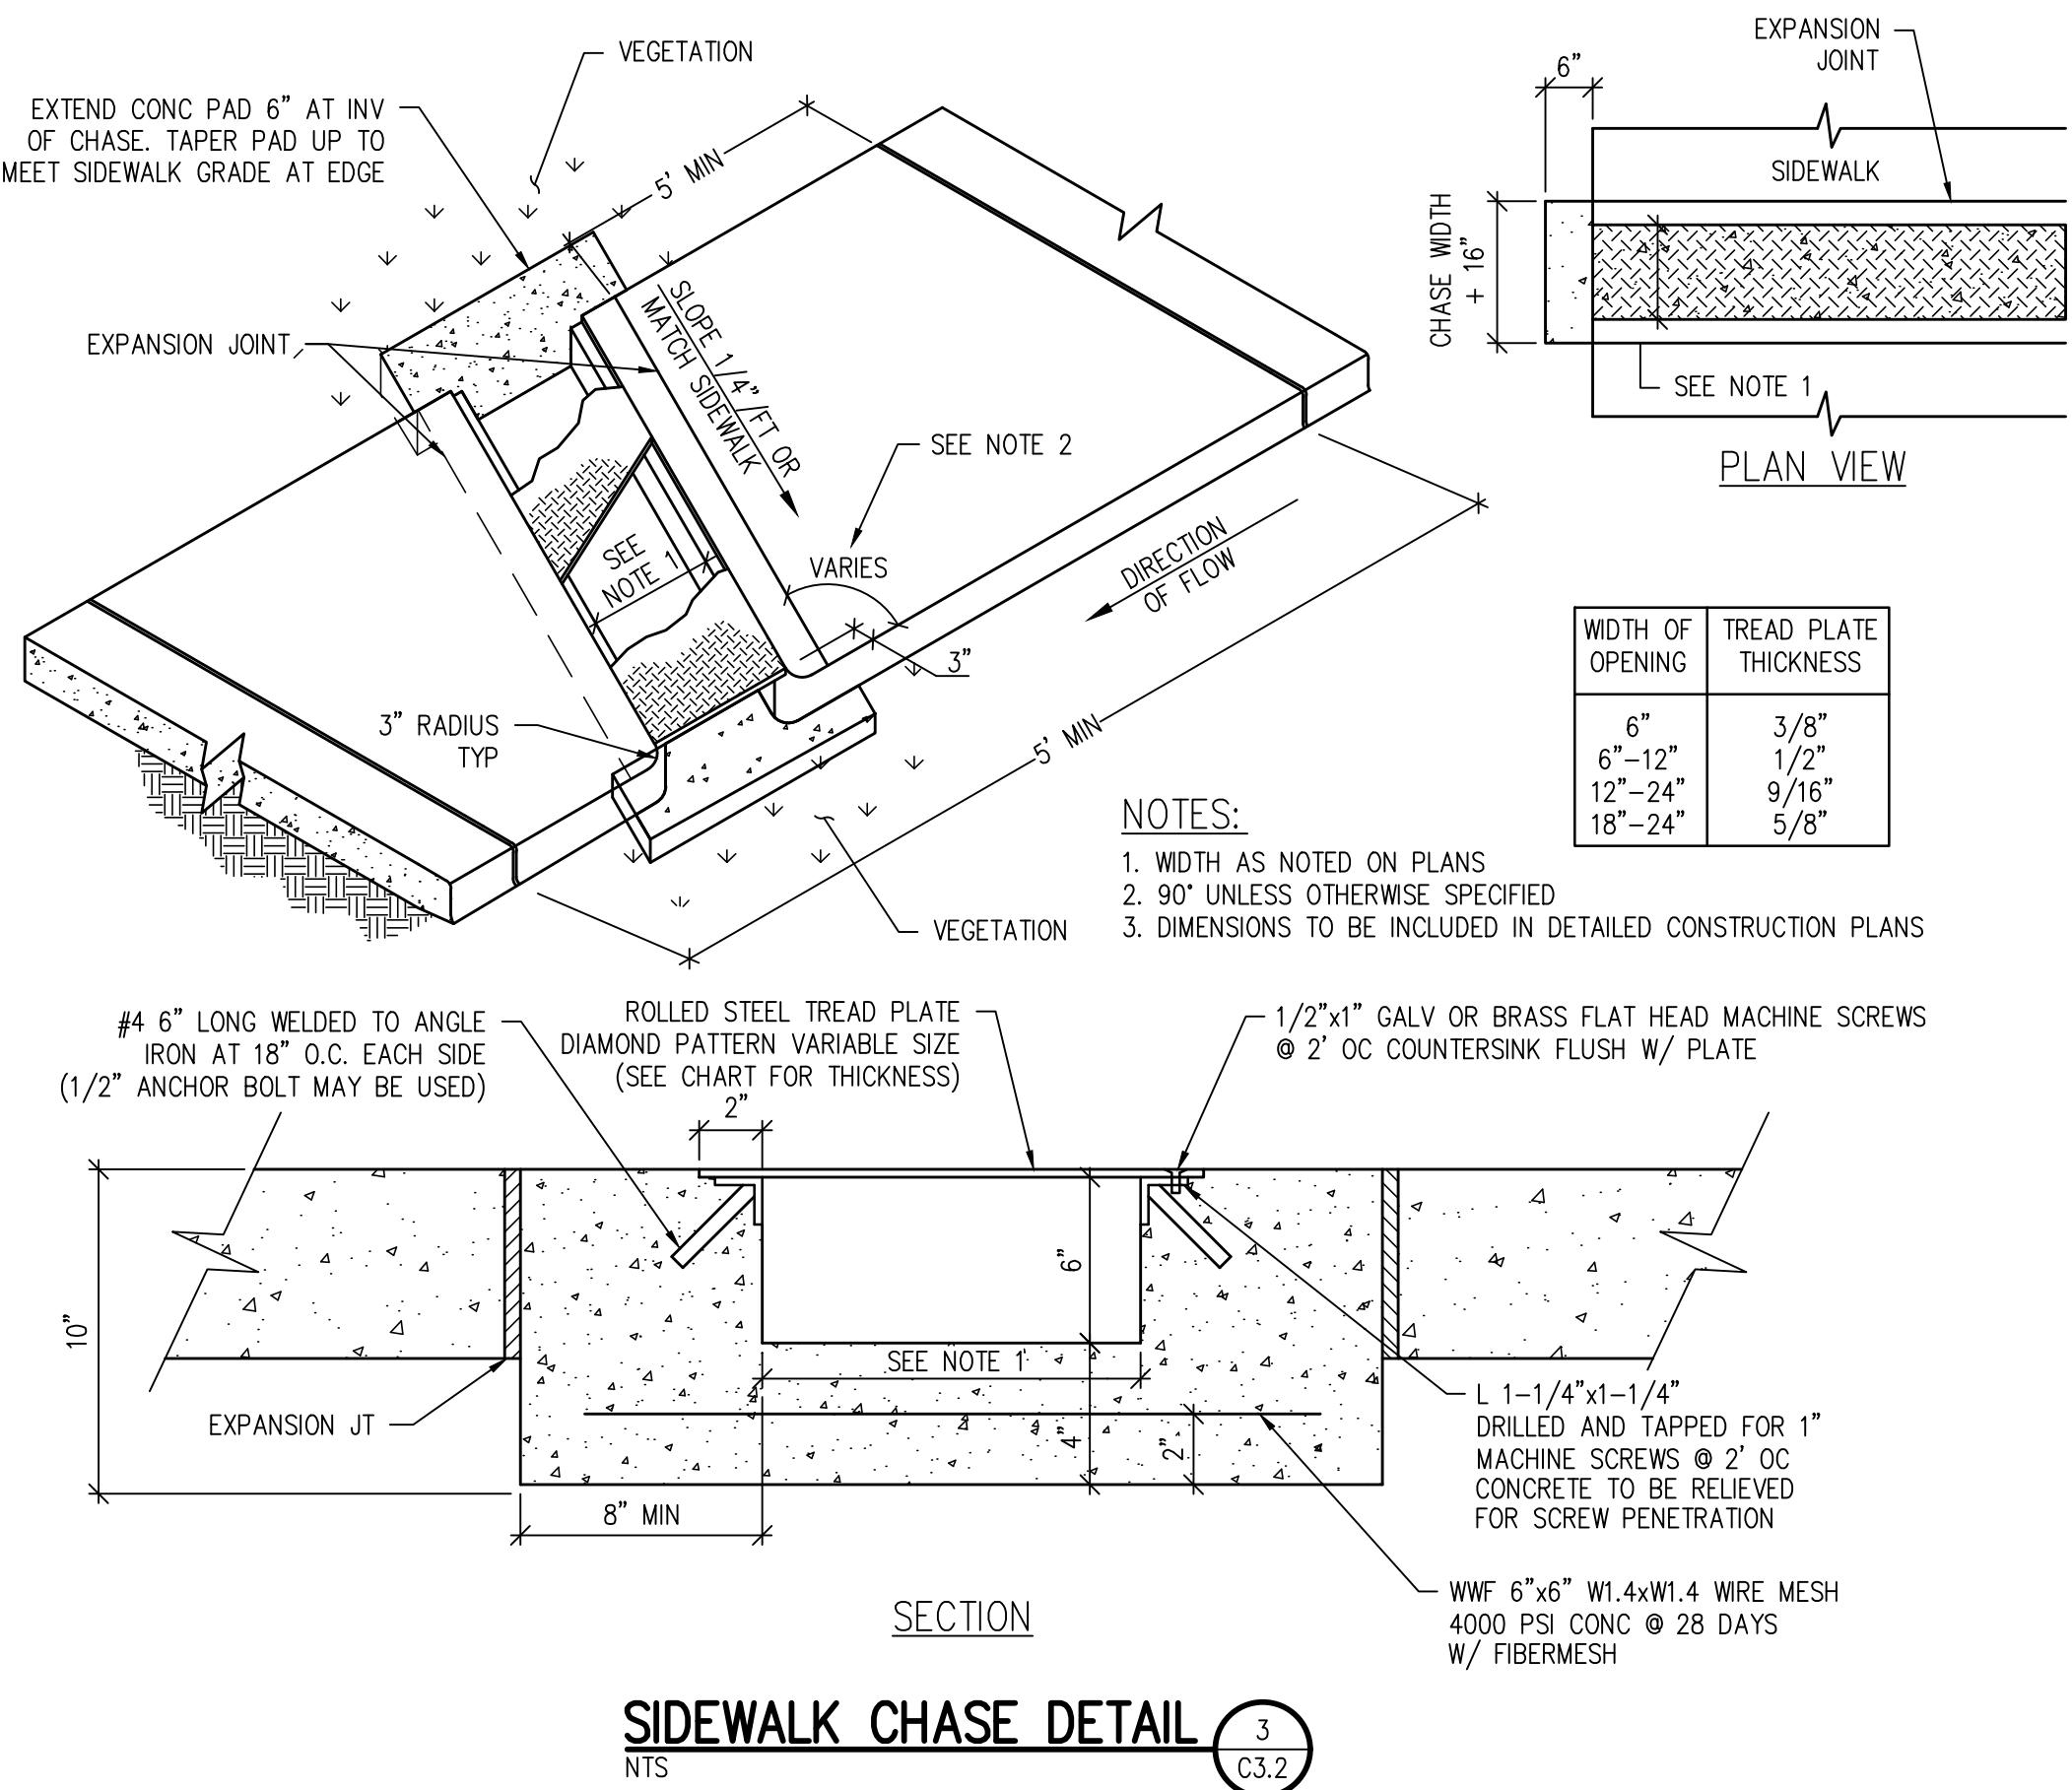 VEGETATION
EXTEND CONC PAD 6" AT INV
OF CHASE. TAPER PAD UP TO
MEET SIDEWALK GRADE AT EDGE
5' MIN
EXPANSION JOINT
SLOPE 1/4"/FT OR
MATCH SIDEWALK
SEE NOTE 2
SEE
NOTE 1
VARIES
DIRECTION
OF FLOW
3"
3" RADIUS
TYP
5' MIN
VEGETATION
EXPANSION
JOINT
6"
SIDEWALK
CHASE WIDTH
+ 16"
SEE NOTE 1
PLAN VIEW
WIDTH OF OPENING
TREAD PLATE THICKNESS
6" 3/8"
6"-12" 1/2"
12"-24" 9/16"
18"-24" 5/8"
NOTES:
1. WIDTH AS NOTED ON PLANS
2. 90° UNLESS OTHERWISE SPECIFIED
3. DIMENSIONS TO BE INCLUDED IN DETAILED CONSTRUCTION PLANS
#4 6" LONG WELDED TO ANGLE
IRON AT 18" O.C. EACH SIDE
(1/2" ANCHOR BOLT MAY BE USED)
ROLLED STEEL TREAD PLATE
DIAMOND PATTERN VARIABLE SIZE
(SEE CHART FOR THICKNESS)
1/2"x1" GALV OR BRASS FLAT HEAD MACHINE SCREWS
@ 2' OC COUNTERSINK FLUSH W/ PLATE
2"
10"
6"
SEE NOTE 1
4"
2"
EXPANSION JT
8" MIN
L 1-1/4"x1-1/4"
DRILLED AND TAPPED FOR 1"
MACHINE SCREWS @ 2' OC
CONCRETE TO BE RELIEVED
FOR SCREW PENETRATION
WWF 6"x6" W1.4xW1.4 WIRE MESH
4000 PSI CONC @ 28 DAYS
W/ FIBERMESH
SECTION
SIDEWALK CHASE DETAIL
NTS
3
C3.2